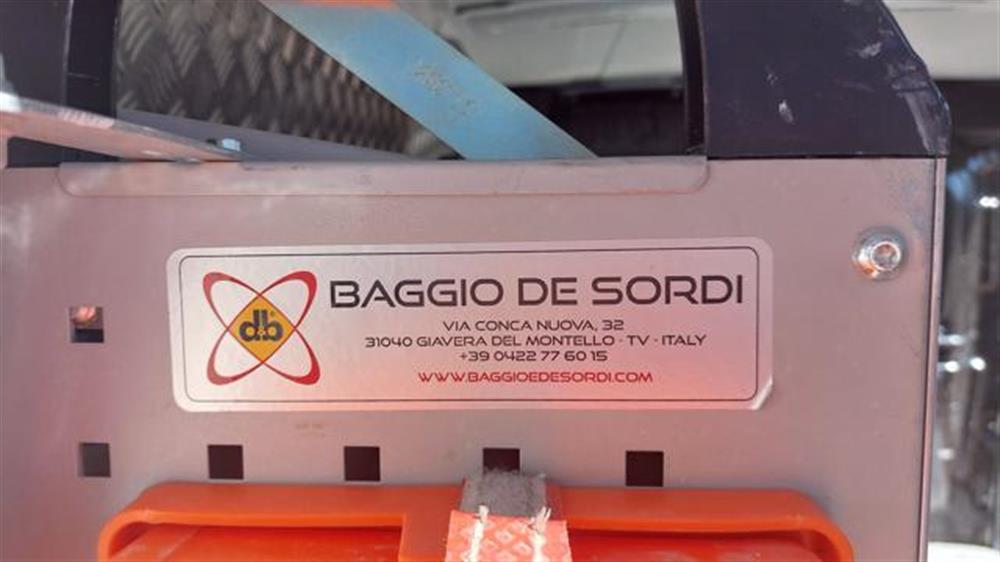 d&b®
BAGGIO DE SORDI
VIA CONCA NUOVA, 32
31040 GIAVERA DEL MONTELLO - TV - ITALY
+39 0422 77 60 15
WWW.BAGGIOEDESORDI.COM